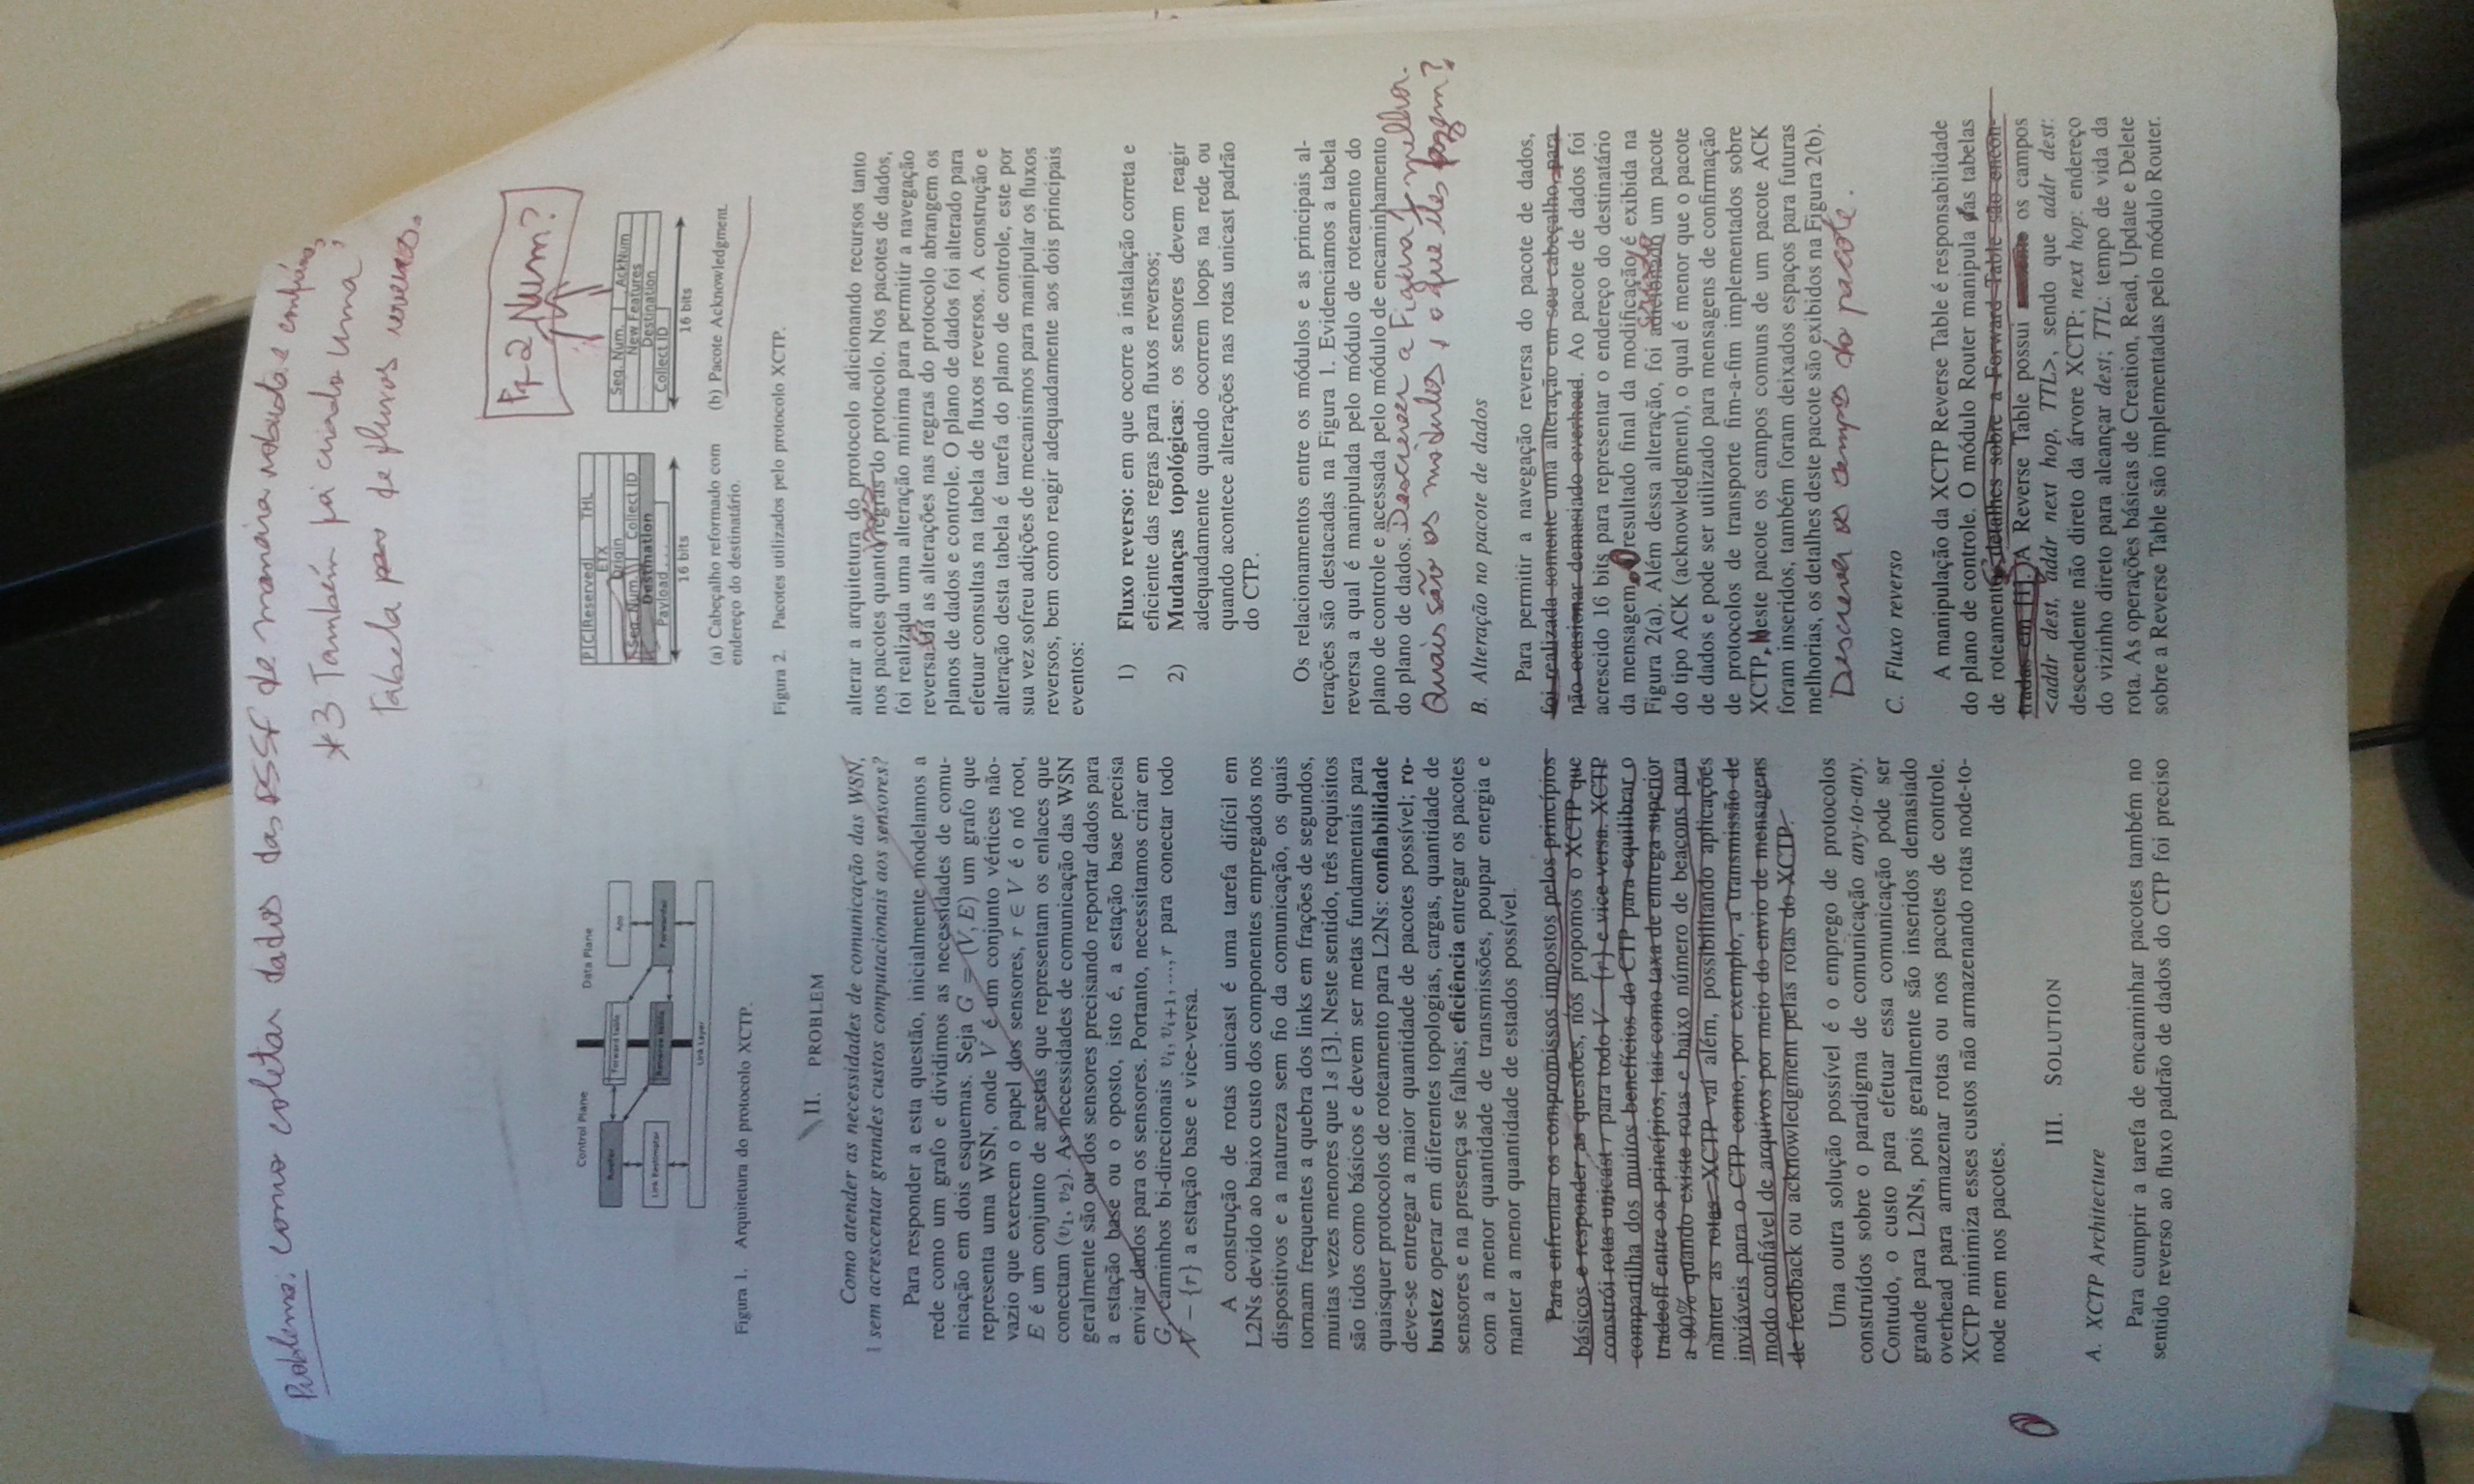 Problema: como coletar dados das RSSF de maneira robusta e
*3 Também foi criado uma
Tabela de fluxos reversos.
Pq 2 Num?
Control Plane
Data Plane
Router
Forward table
App
Link Estimator
Reverse table
Forwarder
Link Layer
Figura 1. Arquitetura do protocolo XCTP.
P|C|Reserved| THL
ETX
Origin
Seq. Num. | Collect ID
Destination
Payload . . .
16 bits
(a) Cabeçalho reformado com
endereço do destinatário.
Seq. Num. | AckNum
New Features
Destination
Collect ID
16 bits
(b) Pacote Acknowledgment.
Figura 2. Pacotes utilizados pelo protocolo XCTP.
II. PROBLEM
Como atender as necessidades de comunicação das WSN,
sem acrescentar grandes custos computacionais aos sensores?
Para responder a esta questão, inicialmente modelamos a
rede como um grafo e dividimos as necessidades de comu-
nicação em dois esquemas. Seja G = (V, E) um grafo que
representa uma WSN, onde V é um conjunto vértices não-
vazio que exercem o papel dos sensores, r ∈ V é o nó root,
E é um conjunto de arestas que representam os enlaces que
conectam (v1, v2). As necessidades de comunicação das WSN
geralmente são ou dos sensores precisando reportar dados para
a estação base ou o oposto, isto é, a estação base precisa
enviar dados para os sensores. Portanto, necessitamos criar em
G, caminhos bi-direcionais vi, vi+1, ..., r para conectar todo
V − {r} a estação base e vice-versa.
A construção de rotas unicast é uma tarefa difícil em
L2Ns devido ao baixo custo dos componentes empregados nos
dispositivos e a natureza sem fio da comunicação, os quais
tornam frequentes a quebra dos links em frações de segundos,
muitas vezes menores que 1s [3]. Neste sentido, três requisitos
são tidos como básicos e devem ser metas fundamentais para
quaisquer protocolos de roteamento para L2Ns: confiabilidade
deve-se entregar a maior quantidade de pacotes possível; ro-
bustez operar em diferentes topologias, cargas, quantidade de
sensores e na presença se falhas; eficiência entregar os pacotes
com a menor quantidade de transmissões, poupar energia e
manter a menor quantidade de estados possível.
Para enfrentar os compromissos impostos pelos princípios
básicos e responder as questões, nós propomos o XCTP que
constrói rotas unicast r para todo V − {r} e vice-versa. XCTP
compartilha dos muitos benefícios do CTP para equilibrar o
tradeoff entre os princípios, tais como taxa de entrega superior
a 90% quando existe rotas e baixo número de beacons para
manter as rotas. XCTP vai além, possibilitando aplicações
inviáveis para o CTP como, por exemplo, a transmissão de
modo confiável de arquivos por meio do envio de mensagens
de feedback ou acknowledgment pelas rotas do XCTP.
Uma outra solução possível é o emprego de protocolos
construídos sobre o paradigma de comunicação any-to-any.
Contudo, o custo para efetuar essa comunicação pode ser
grande para L2Ns, pois geralmente são inseridos demasiado
overhead para armazenar rotas ou nos pacotes de controle.
XCTP minimiza esses custos não armazenando rotas node-to-
node nem nos pacotes.
III. SOLUTION
A. XCTP Architecture
Para cumprir a tarefa de encaminhar pacotes também no
sentido reverso ao fluxo padrão de dados do CTP foi preciso
alterar a arquitetura do protocolo adicionando recursos tanto
nos pacotes quanto regras do protocolo. Nos pacotes de dados,
foi realizada uma alteração mínima para permitir a navegação
reversa. Já as alterações nas regras do protocolo abrangem os
planos de dados e controle. O plano de dados foi alterado para
efetuar consultas na tabela de fluxos reversos. A construção e
alteração desta tabela é tarefa do plano de controle, este por
sua vez sofreu adições de mecanismos para manipular os fluxos
reversos, bem como reagir adequadamente aos dois principais
eventos:
1) Fluxo reverso: em que ocorre a instalação correta e
eficiente das regras para fluxos reversos;
2) Mudanças topológicas: os sensores devem reagir
adequadamente quando ocorrem loops na rede ou
quando acontece alterações nas rotas unicast padrão
do CTP.
Os relacionamentos entre os módulos e as principais al-
terações são destacadas na Figura 1. Evidenciamos a tabela
reversa a qual é manipulada pelo módulo de roteamento do
plano de controle e acessada pelo módulo de encaminhamento
do plano de dados. Descrever a Figura 1 melhor.
Quais são os módulos, o que eles fazem?
B. Alteração no pacote de dados
Para permitir a navegação reversa do pacote de dados,
foi realizada somente uma alteração em seu cabeçalho, para
não ocasionar demasiado overhead. Ao pacote de dados foi
acrescido 16 bits para representar o endereço do destinatário
da mensagem. O resultado final da modificação é exibida na
criado
Figura 2(a). Além dessa alteração, foi adicionado um pacote
do tipo ACK (acknowledgment), o qual é menor que o pacote
de dados e pode ser utilizado para mensagens de confirmação
de protocolos de transporte fim-a-fim implementados sobre
XCTP. Neste pacote os campos comuns de um pacote ACK
foram inseridos, também foram deixados espaços para futuras
melhorias, os detalhes deste pacote são exibidos na Figura 2(b).
Descrever os campos do pacote.
C. Fluxo reverso
A manipulação da XCTP Reverse Table é responsabilidade
do plano de controle. O módulo Router manipula as tabelas
de roteamento, detalhes sobre a Forward Table são encon-
tradas em [1]. A Reverse Table possui os campos
<addr dest, addr next hop, TTL>, sendo que addr dest:
descendente não direto da árvore XCTP; next hop: endereço
do vizinho direto para alcançar dest; TTL: tempo de vida da
rota. As operações básicas de Creation, Read, Update e Delete
sobre a Reverse Table são implementadas pelo módulo Router.